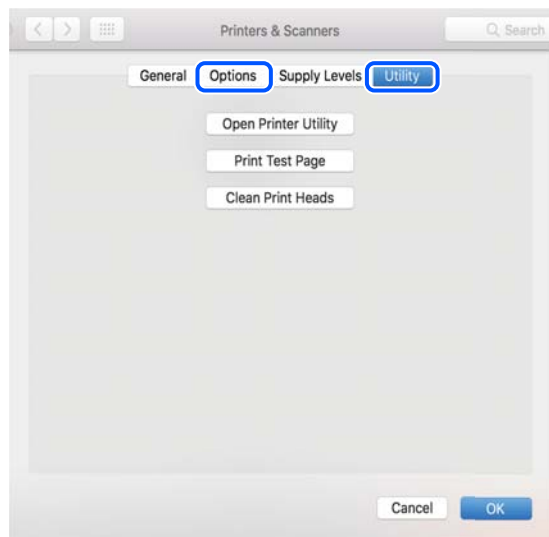 Printers & Scanners Search
General Options Supply Levels Utility
Open Printer Utility
Print Test Page
Clean Print Heads
Cancel OK